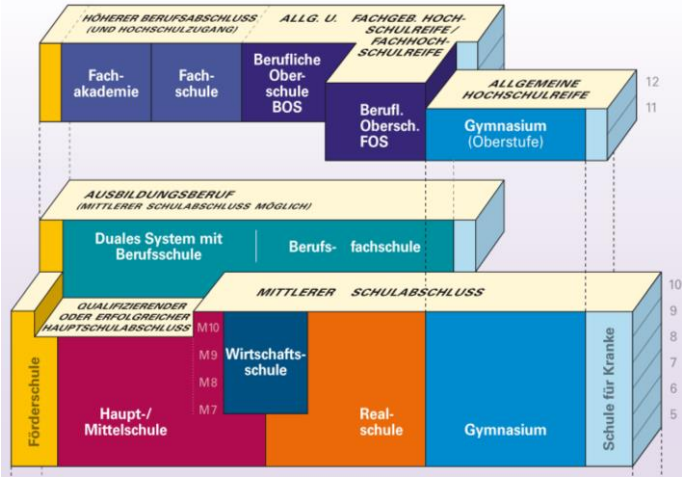 HÖHERER BERUFSABSCHLUSS
(UND HOCHSCHULZUGANG)
ALLG. U. FACHGEB. HOCH-
SCHULREIFE /
FACHHOCH-
SCHULREIFE
Fach-
akademie
Fach-
schule
Berufliche
Ober-
schule
BOS
Berufl.
Obersch.
FOS
ALLGEMEINE
HOCHSCHULREIFE
Gymnasium
(Oberstufe)
12
11
AUSBILDUNGSBERUF
(MITTLERER SCHULABSCHLUSS MÖGLICH)
Duales System mit
Berufsschule
Berufs- fachschule
MITTLERER SCHULABSCHLUSS
QUALIFIZIERENDER
ODER ERFOLGREICHER
HAUPTSCHULABSCHLUSS
Förderschule
Haupt-/
Mittelschule
M10
M9
M8
M7
Wirtschafts-
schule
Real-
schule
Gymnasium
Schule für Kranke
10
9
8
7
6
5